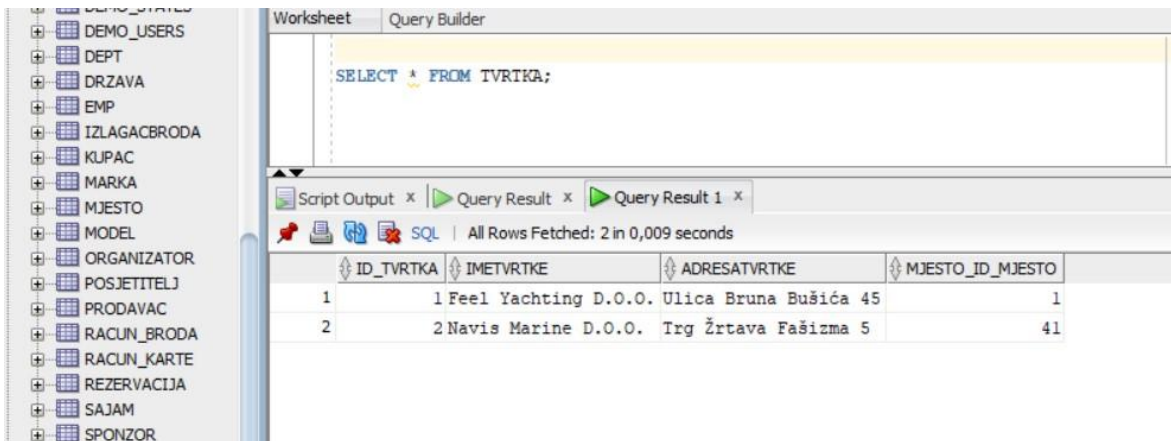 DEMO_STATES
DEMO_USERS
DEPT
DRZAVA
EMP
IZLAGACBRODA
KUPAC
MARKA
MJESTO
MODEL
ORGANIZATOR
POSJETITELJ
PRODAVAC
RACUN_BRODA
RACUN_KARTE
REZERVACIJA
SAJAM
SPONZOR
Worksheet Query Builder
SELECT * FROM TVRTKA;
Script Output x Query Result x Query Result 1 x
SQL | All Rows Fetched: 2 in 0,009 seconds
ID_TVRTKA IMETVRTKE ADRESATVRTKE MJESTO_ID_MJESTO
1 1 Feel Yachting D.O.O. Ulica Bruna Bušića 45 1
2 2 Navis Marine D.O.O. Trg Žrtava Fašizma 5 41